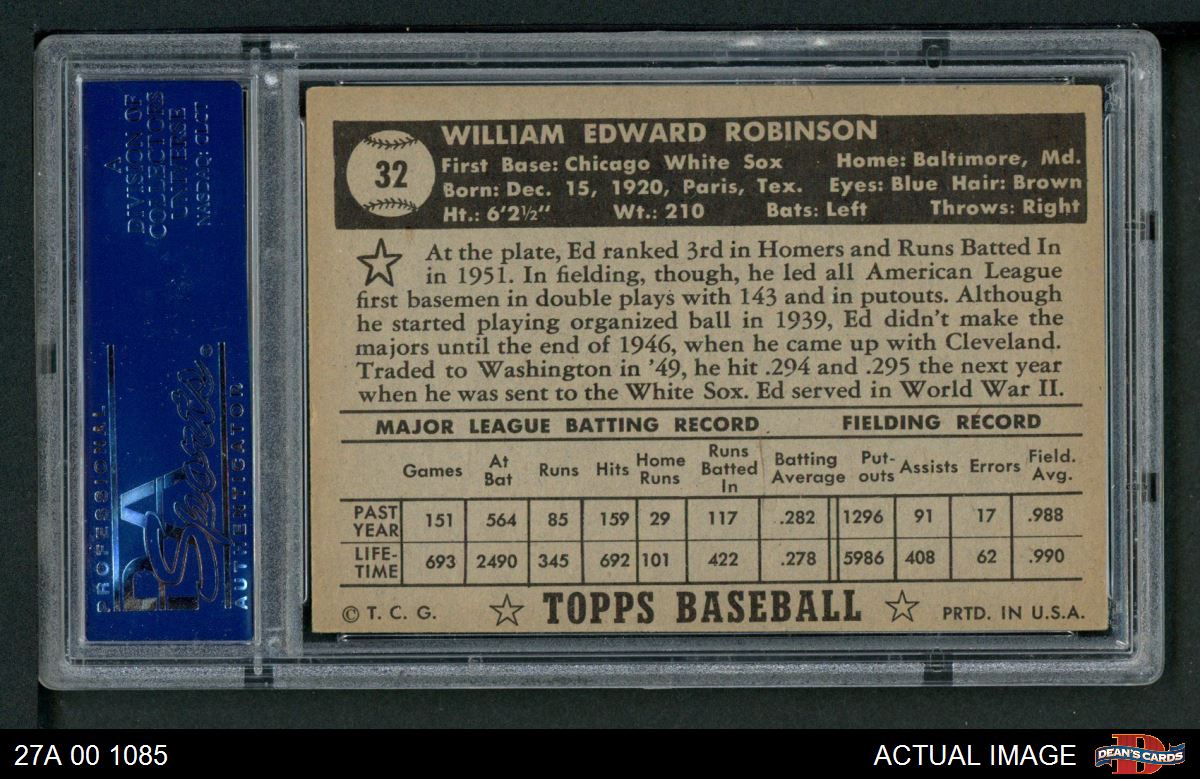 A
DIVISION OF
COLLECTORS
UNIVERSE
NASDAQ: CLCT
PROFESSIONAL
PSA
Sports
AUTHENTICATOR
32
WILLIAM EDWARD ROBINSON
First Base: Chicago White Sox Home: Baltimore, Md.
Born: Dec. 15, 1920, Paris, Tex. Eyes: Blue Hair: Brown
Ht.: 6'2½" Wt.: 210 Bats: Left Throws: Right
At the plate, Ed ranked 3rd in Homers and Runs Batted In
in 1951. In fielding, though, he led all American League
first basemen in double plays with 143 and in putouts. Although
he started playing organized ball in 1939, Ed didn't make the
majors until the end of 1946, when he came up with Cleveland.
Traded to Washington in '49, he hit .294 and .295 the next year
when he was sent to the White Sox. Ed served in World War II.
MAJOR LEAGUE BATTING RECORD FIELDING RECORD
Games At Bat Runs Hits Home Runs Runs Batted In Batting Average Put-outs Assists Errors Field. Avg.
PAST YEAR 151 564 85 159 29 117 .282 1296 91 17 .988
LIFE-TIME 693 2490 345 692 101 422 .278 5986 408 62 .990
© T. C. G. TOPPS BASEBALL PRTD. IN U.S.A.
27A 00 1085 ACTUAL IMAGE DEAN'S CARDS